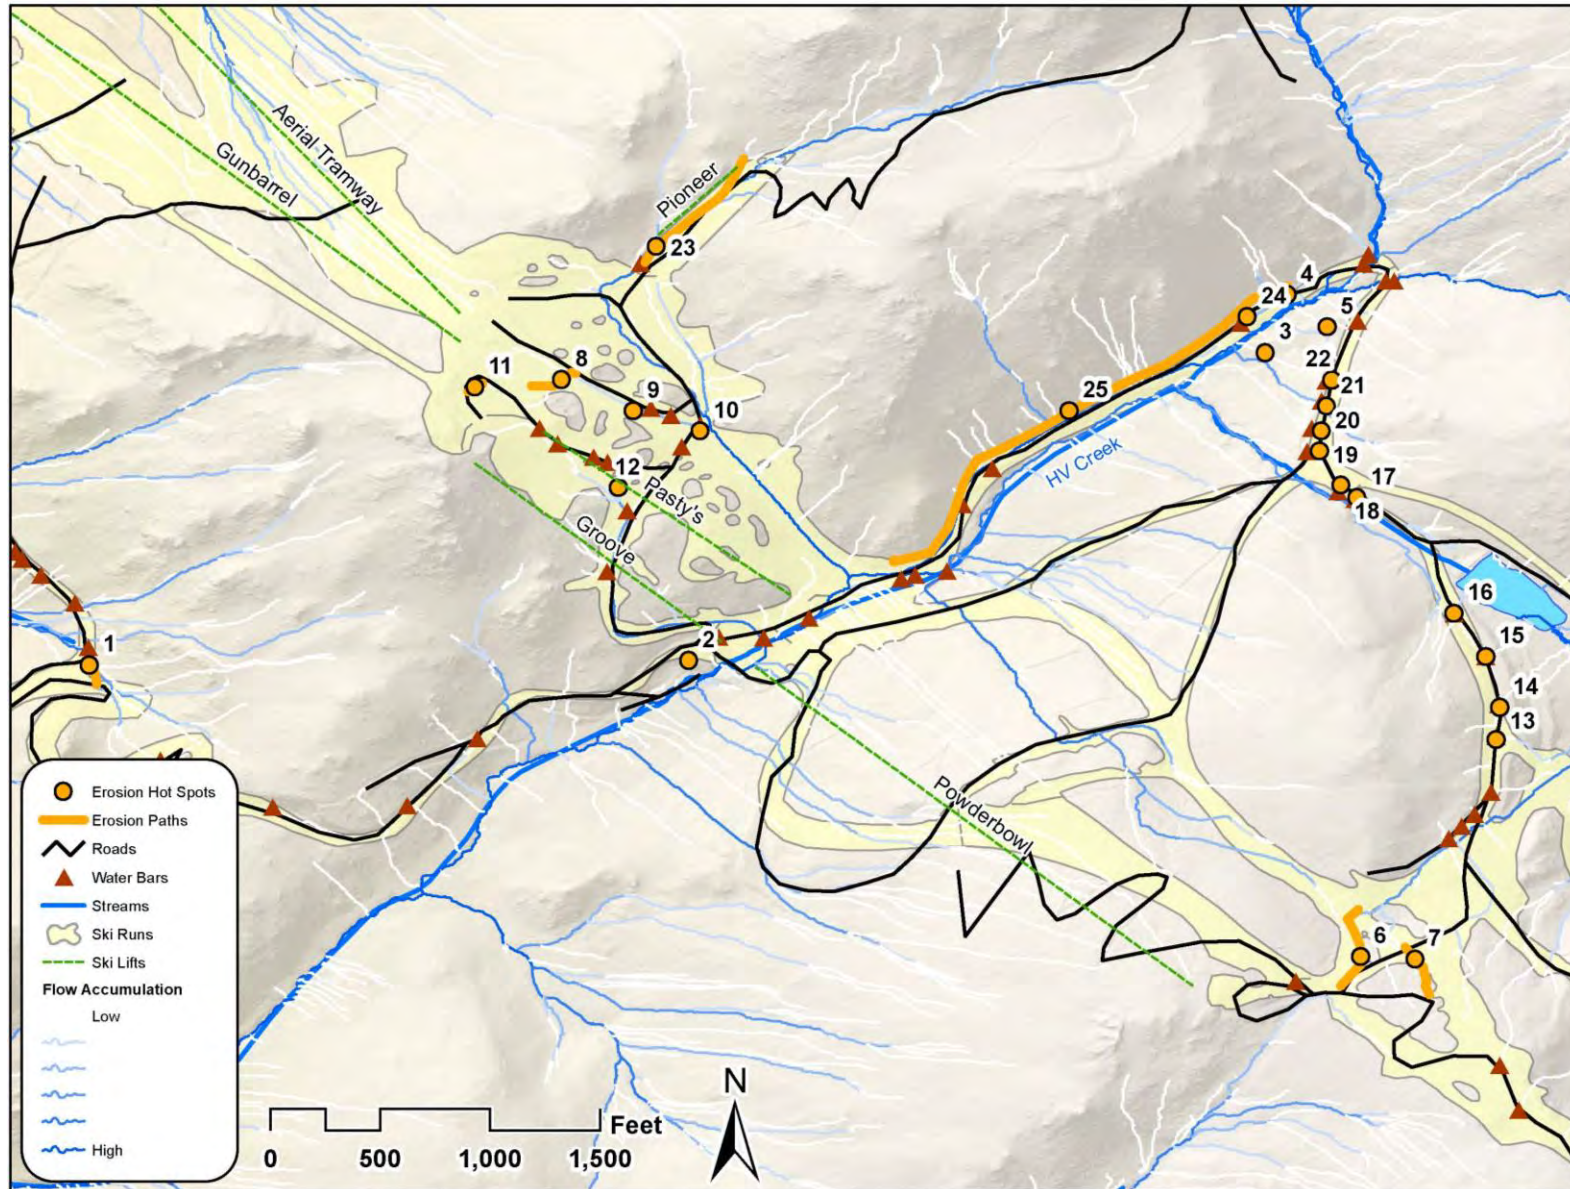 Aerial Tramway
Gunbarrel
Pioneer
23
4
24
5
3
22
8
11
21
9
25
10
20
19
12
HV Creek
17
Pasty's
18
Groove
16
1
2
15
14
13
Powderbowl
6
7
Erosion Hot Spots
Erosion Paths
Roads
Water Bars
Streams
Ski Runs
Ski Lifts
Flow Accumulation
Low
High
N
Feet
0 500 1,000 1,500